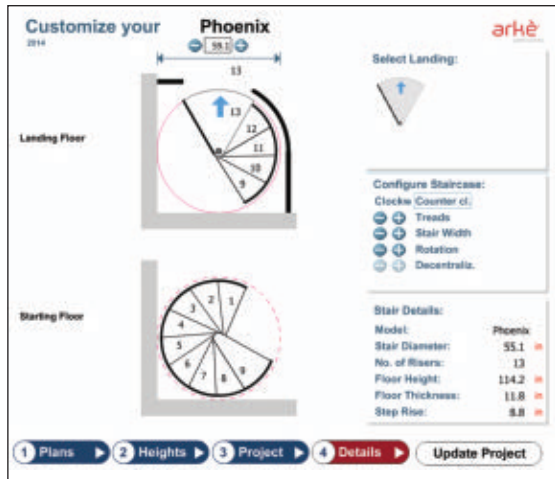 Customize your Phoenix
2014
55.1
arkè
13
Select Landing:
13
12
11
10
9
Landing Floor
Configure Staircase:
Clockw Counter cl.
Treads
Stair Width
Rotation
Decentraliz.
1
2
3
4
5
6
7
8
9
Starting Floor
Stair Details:
Model: Phoenix
Stair Diameter: 55.1 in
No. of Risers: 13
Floor Height: 114.2 in
Floor Thickness: 11.8 in
Step Rise: 8.8 in
1 Plans 2 Heights 3 Project 4 Details Update Project